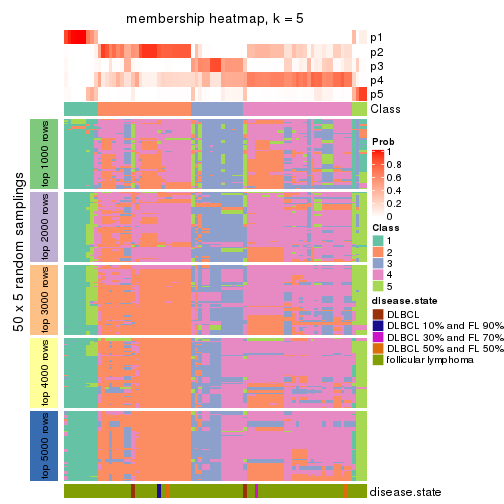 membership heatmap, k = 5
p1
p2
p3
p4
p5
Class
50 x 5 random samplings
top 1000 rows
top 2000 rows
top 3000 rows
top 4000 rows
top 5000 rows
disease.state
Prob
1
0.8
0.6
0.4
0.2
0
Class
1
2
3
4
5
disease.state
DLBCL
DLBCL 10% and FL 90%
DLBCL 30% and FL 70%
DLBCL 50% and FL 50%
follicular lymphoma